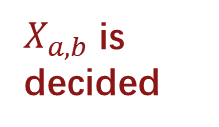 X_{a,b} is
decided